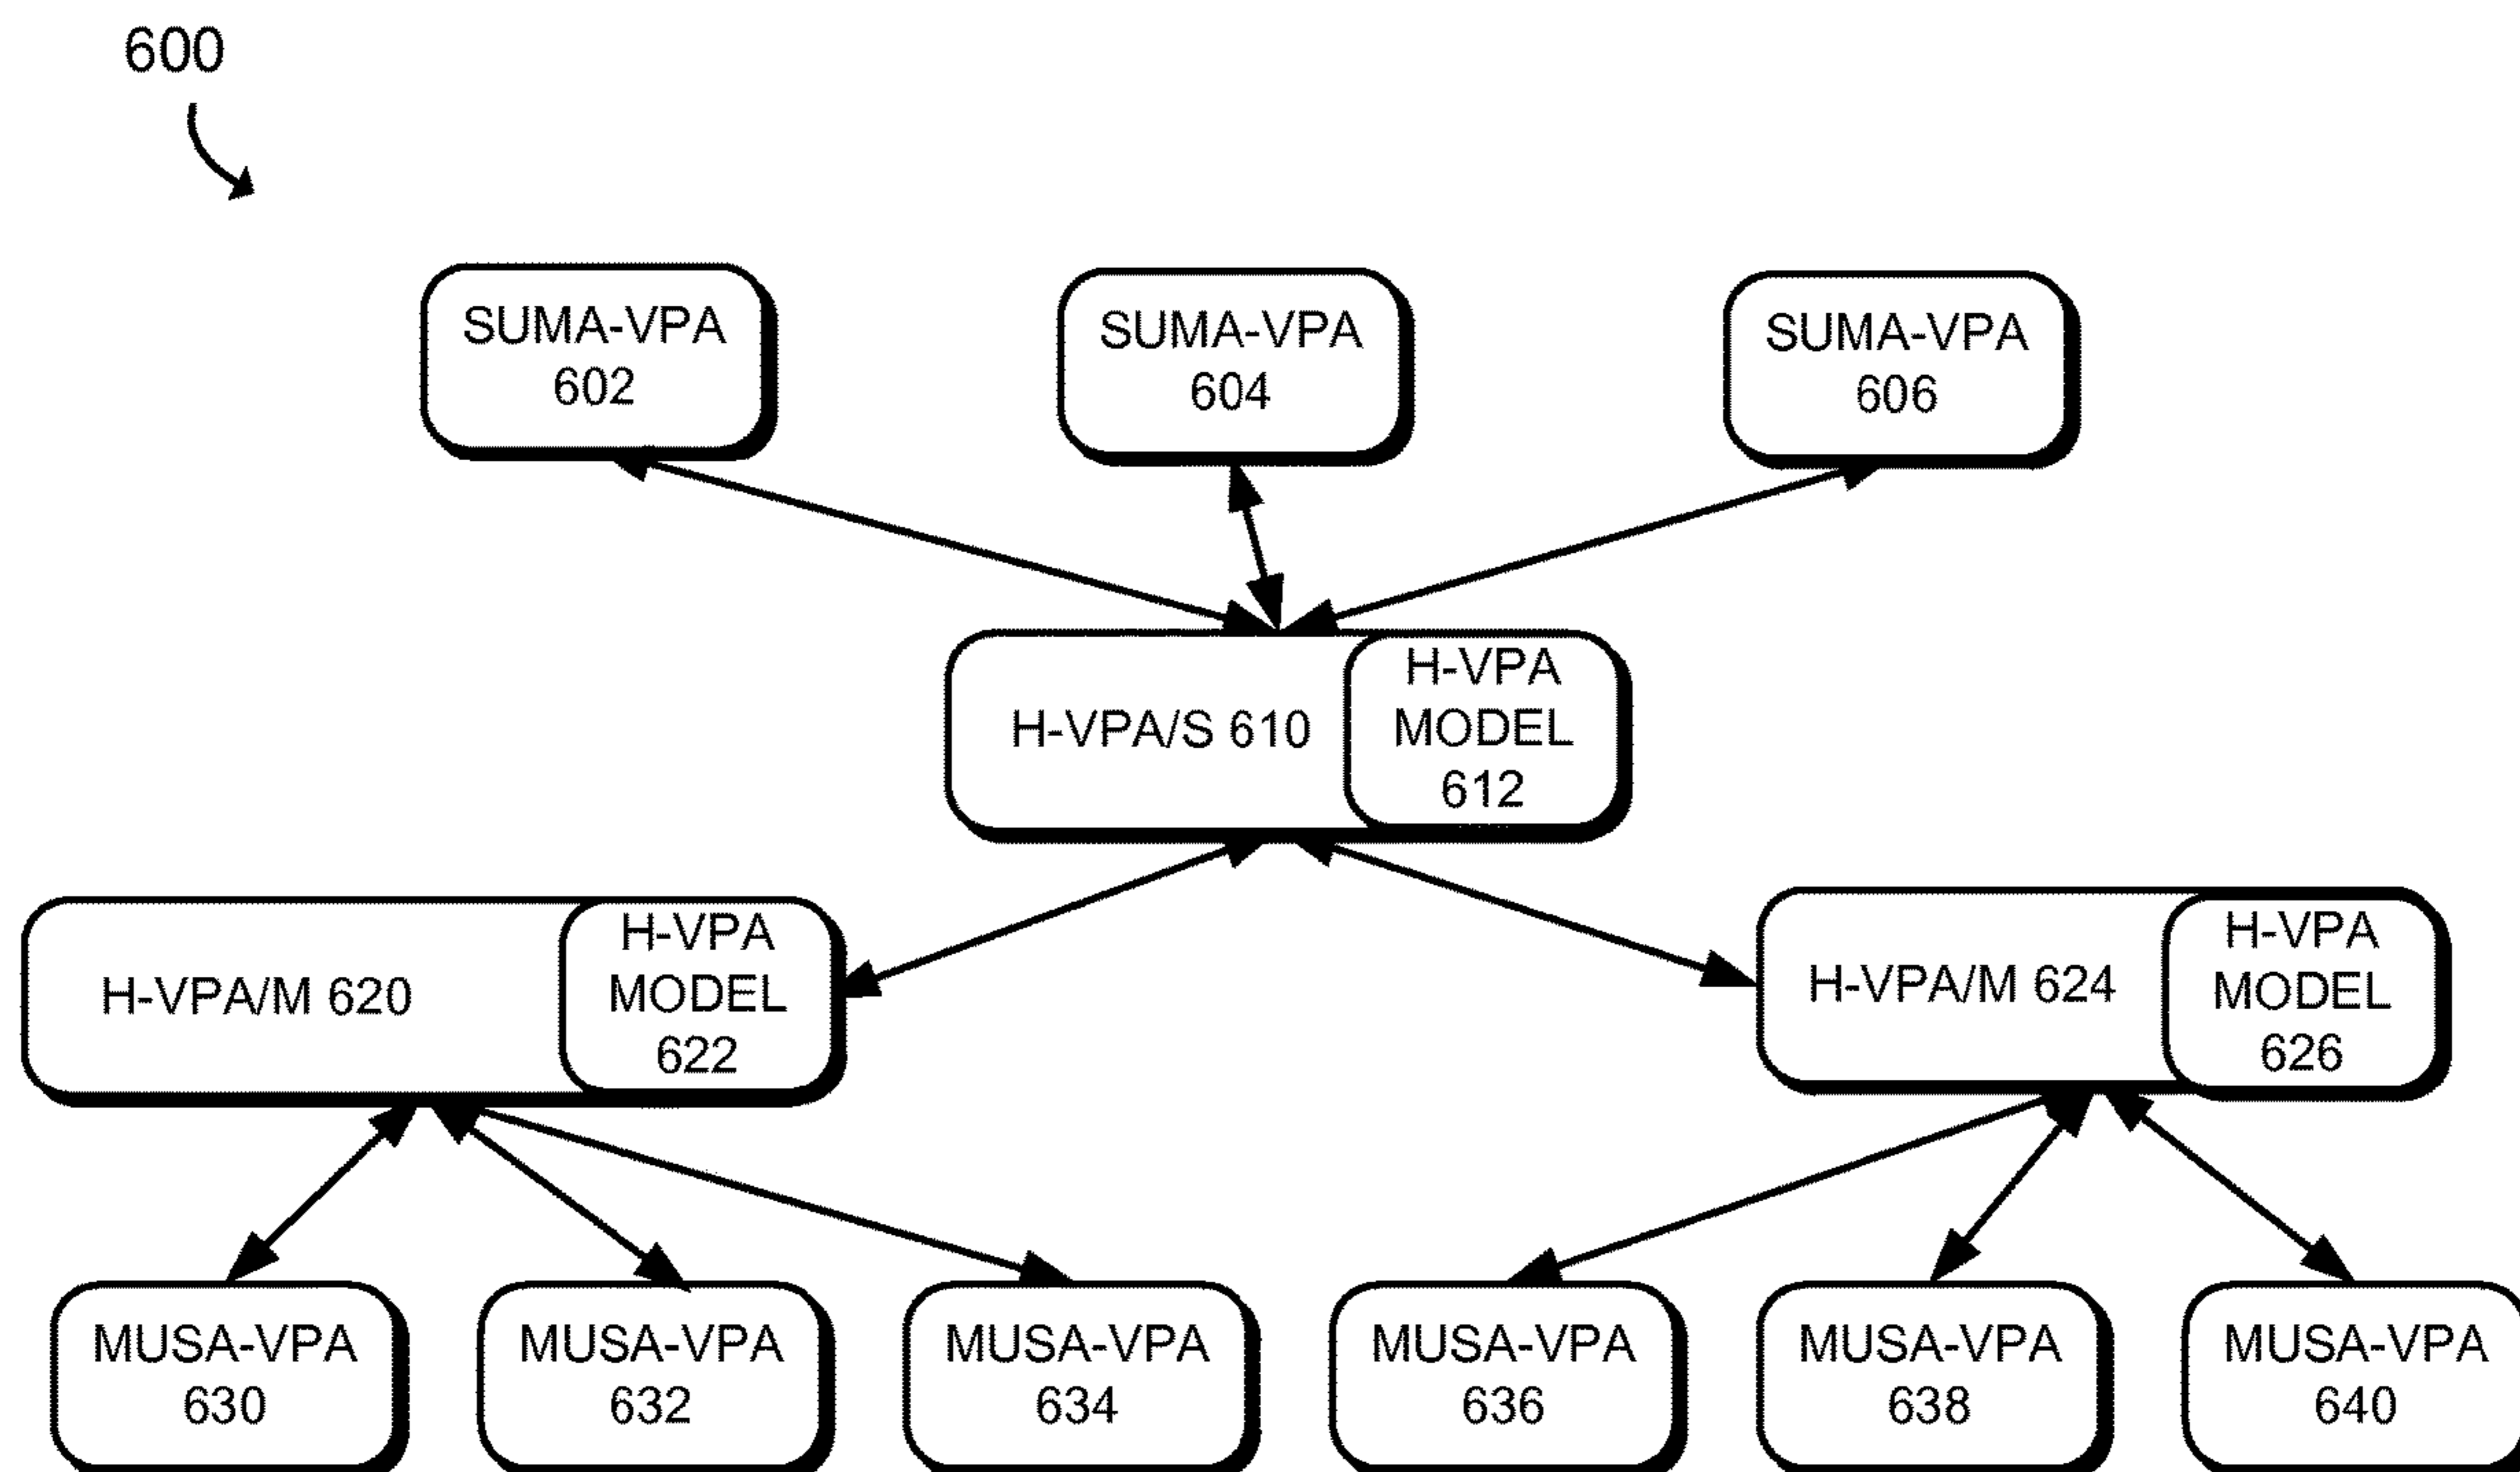 600
SUMA-VPA
602
SUMA-VPA
604
SUMA-VPA
606
H-VPA/S 610
H-VPA
MODEL
612
H-VPA/M 620
H-VPA
MODEL
622
H-VPA/M 624
H-VPA
MODEL
626
MUSA-VPA
630
MUSA-VPA
632
MUSA-VPA
634
MUSA-VPA
636
MUSA-VPA
638
MUSA-VPA
640